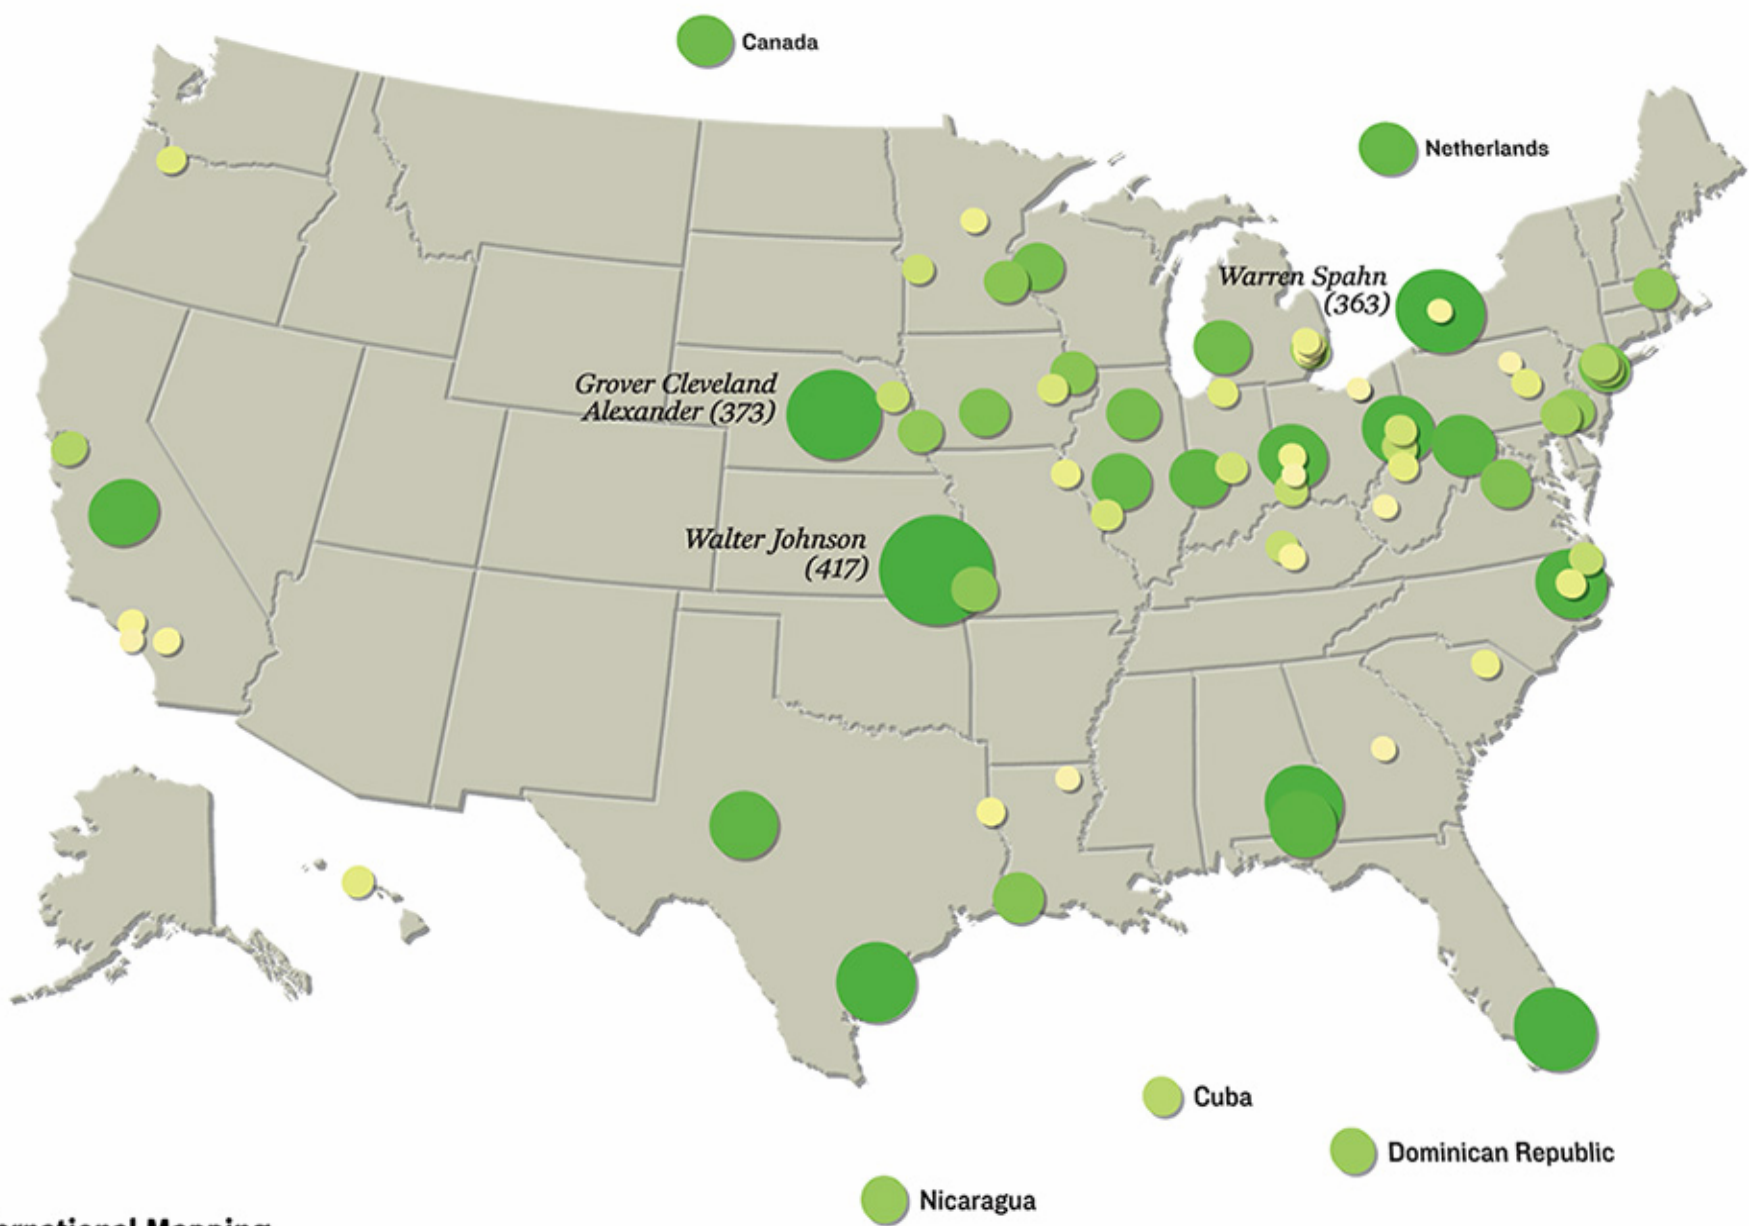 Canada
Netherlands
Warren Spahn
(363)
Grover Cleveland
Alexander (373)
Walter Johnson
(417)
Cuba
Dominican Republic
Nicaragua